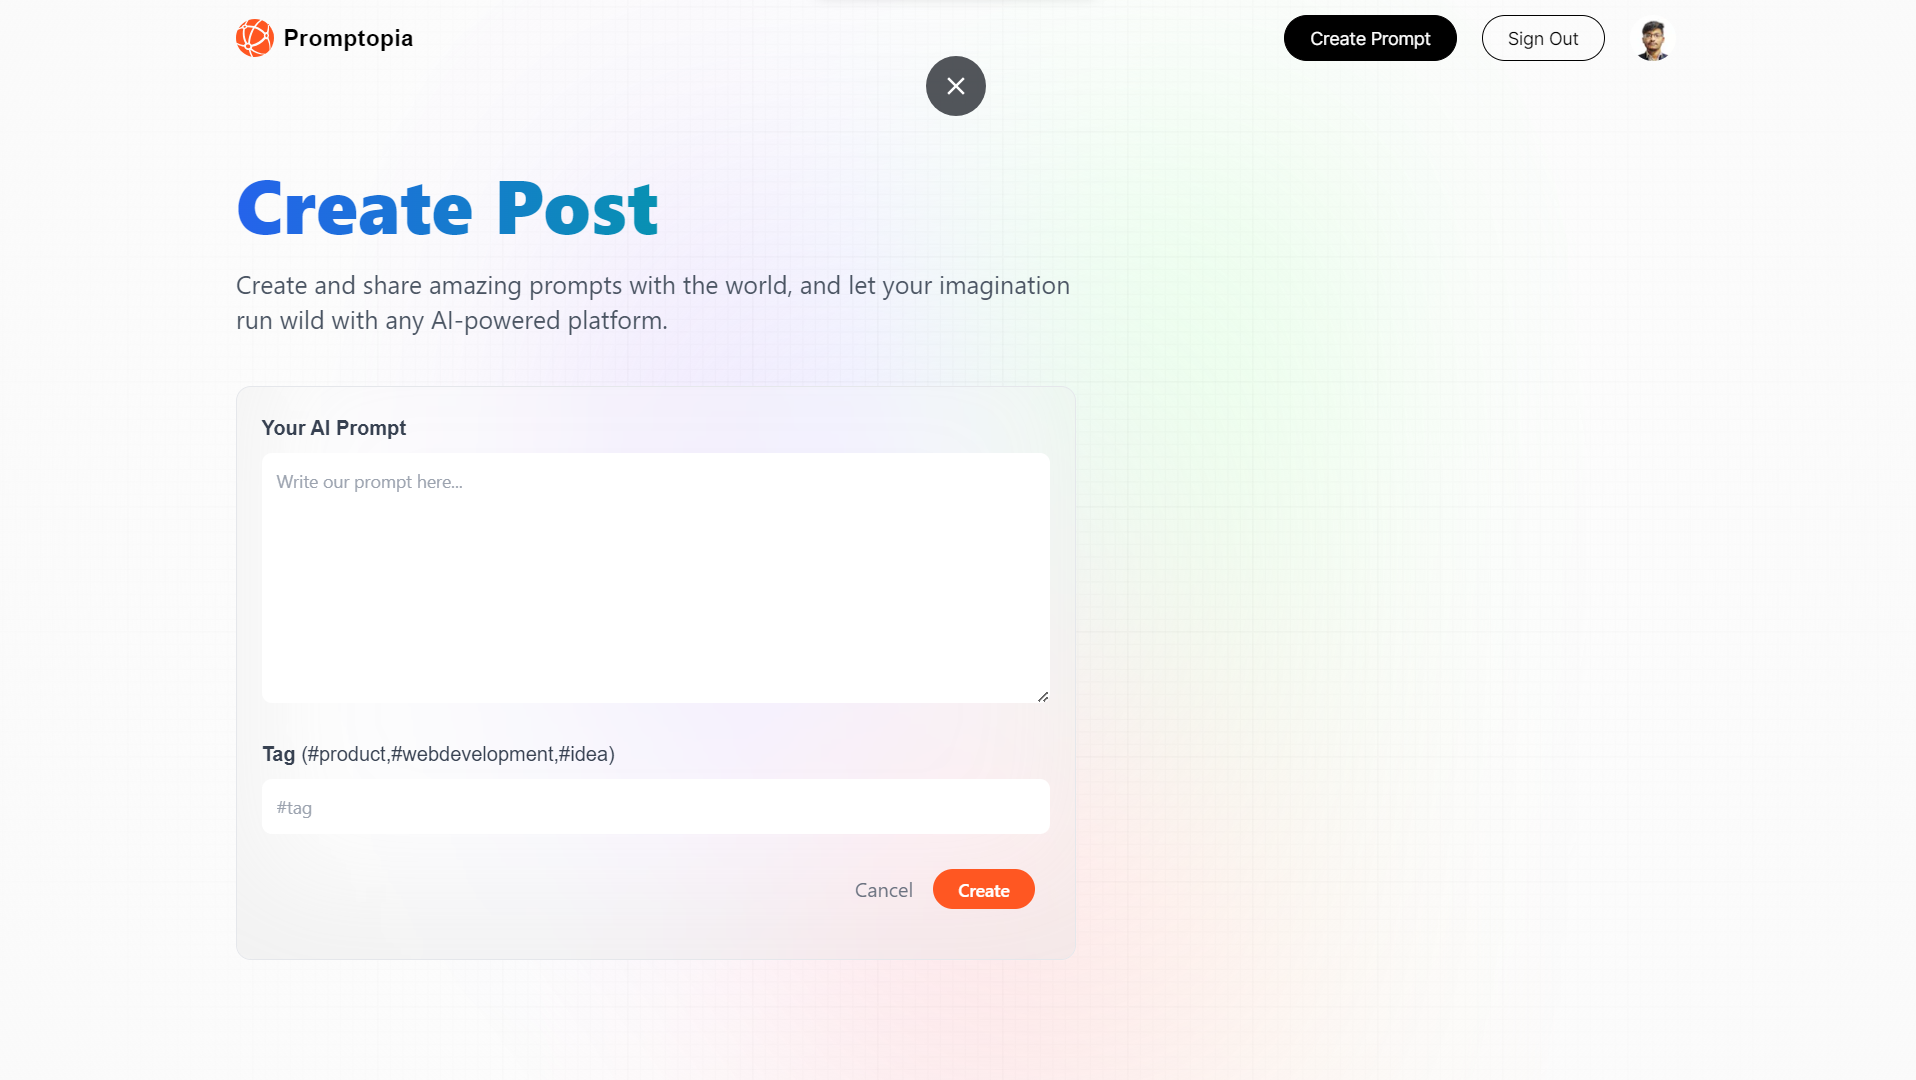 Promptopia
Create Prompt
Sign Out
Create Post
Create and share amazing prompts with the world, and let your imagination
run wild with any AI-powered platform.
Your AI Prompt
Write our prompt here...
Tag (#product,#webdevelopment,#idea)
#tag
Cancel
Create